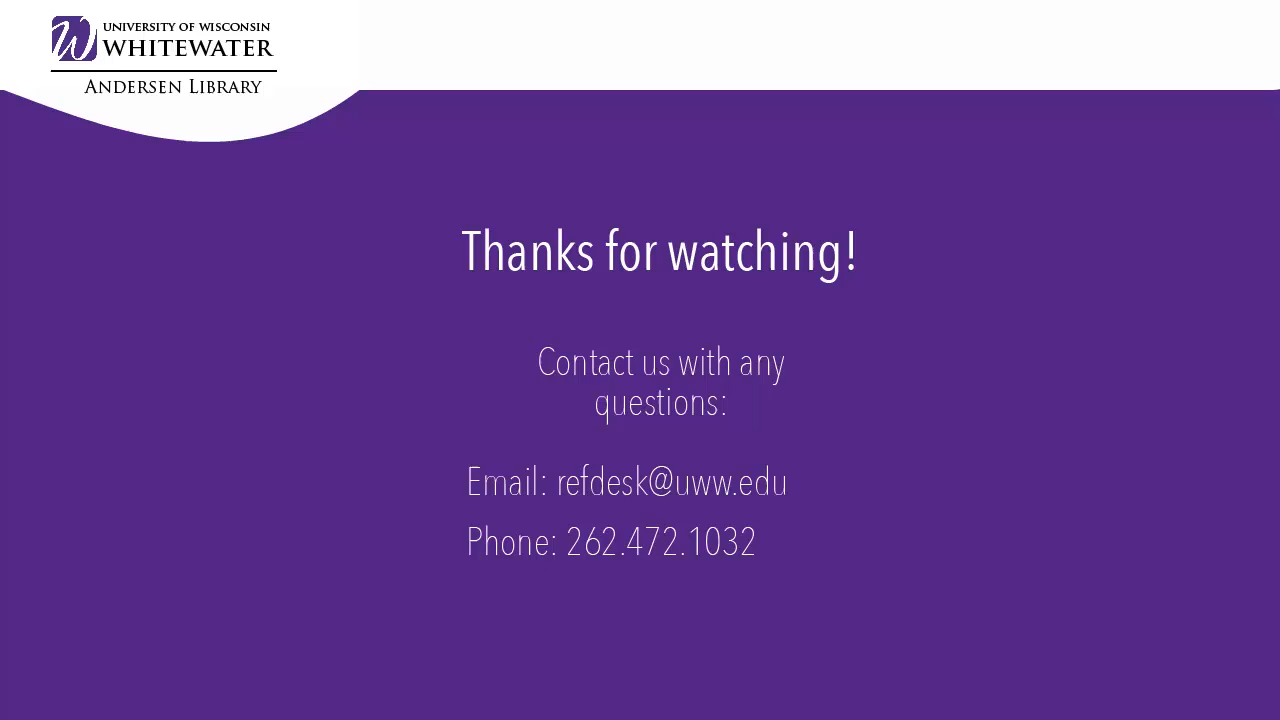 UNIVERSITY OF WISCONSIN
WHITEWATER
ANDERSEN LIBRARY
Thanks for watching!
Contact us with any
questions:
Email: refdesk@uww.edu
Phone: 262.472.1032